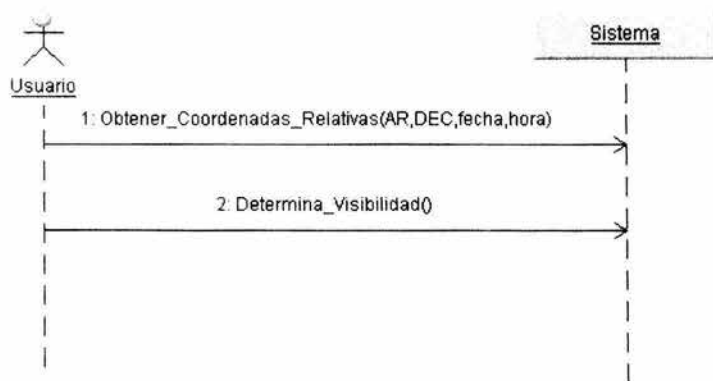 Sistema
Usuario
1: Obtener_Coordenadas_Relativas(AR,DEC,fecha,hora)
2: Determina_Visibilidad()